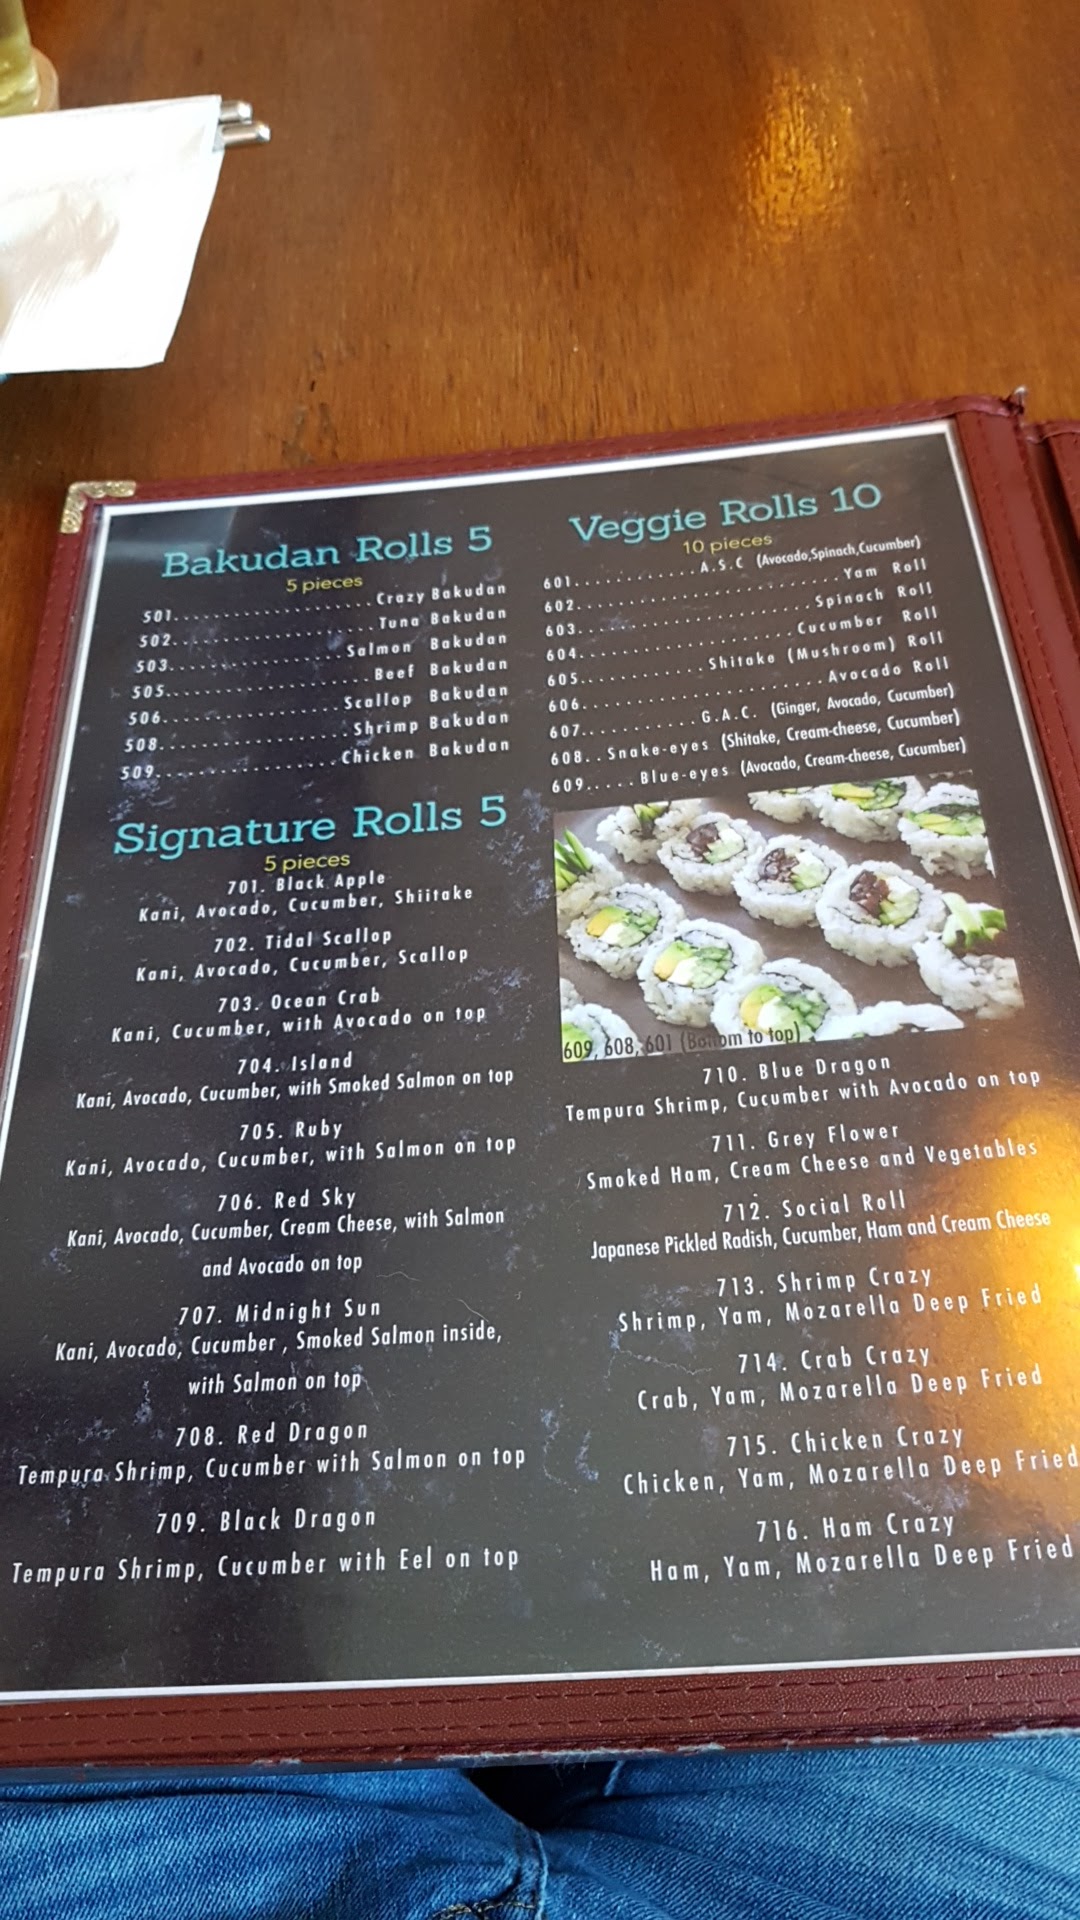 Bakudan Rolls 5
5 pieces
501....................Crazy Bakudan
502....................Tuna Bakudan
503.................Salmon Bakudan
505....................Beef Bakudan
506.................Scallop Bakudan
508..................Shrimp Bakudan
509.................Chicken Bakudan
Signature Rolls 5
5 pieces
701. Black Apple
Kani, Avocado, Cucumber, Shiitake
702. Tidal Scallop
Kani, Avocado, Cucumber, Scallop
703. Ocean Crab
Kani, Cucumber, with Avocado on top
704. Island
Kani, Avocado, Cucumber, with Smoked Salmon on top
705. Ruby
Kani, Avocado, Cucumber, with Salmon on top
706. Red Sky
Kani, Avocado, Cucumber, Cream Cheese, with Salmon
and Avocado on top
707. Midnight Sun
Kani, Avocado, Cucumber , Smoked Salmon inside,
with Salmon on top
708. Red Dragon
Tempura Shrimp, Cucumber with Salmon on top
709. Black Dragon
Tempura Shrimp, Cucumber with Eel on top
Veggie Rolls 10
10 pieces
601............A.S.C (Avocado,Spinach,Cucumber)
602..........................Yam Roll
603.......................Spinach Roll
604.....................Cucumber Roll
605............Shitake (Mushroom) Roll
606........................Avocado Roll
607...........G.A.C. (Ginger, Avocado, Cucumber)
608..Snake-eyes (Shitake, Cream-cheese, Cucumber)
609.....Blue-eyes (Avocado, Cream-cheese, Cucumber)
609, 608, 601 (Bottom to top)
710. Blue Dragon
Tempura Shrimp, Cucumber with Avocado on top
711. Grey Flower
Smoked Ham, Cream Cheese and Vegetables
712. Social Roll
Japanese Pickled Radish, Cucumber, Ham and Cream Cheese
713. Shrimp Crazy
Shrimp, Yam, Mozarella Deep Fried
714. Crab Crazy
Crab, Yam, Mozarella Deep Fried
715. Chicken Crazy
Chicken, Yam, Mozarella Deep Fried
716. Ham Crazy
Ham, Yam, Mozarella Deep Fried